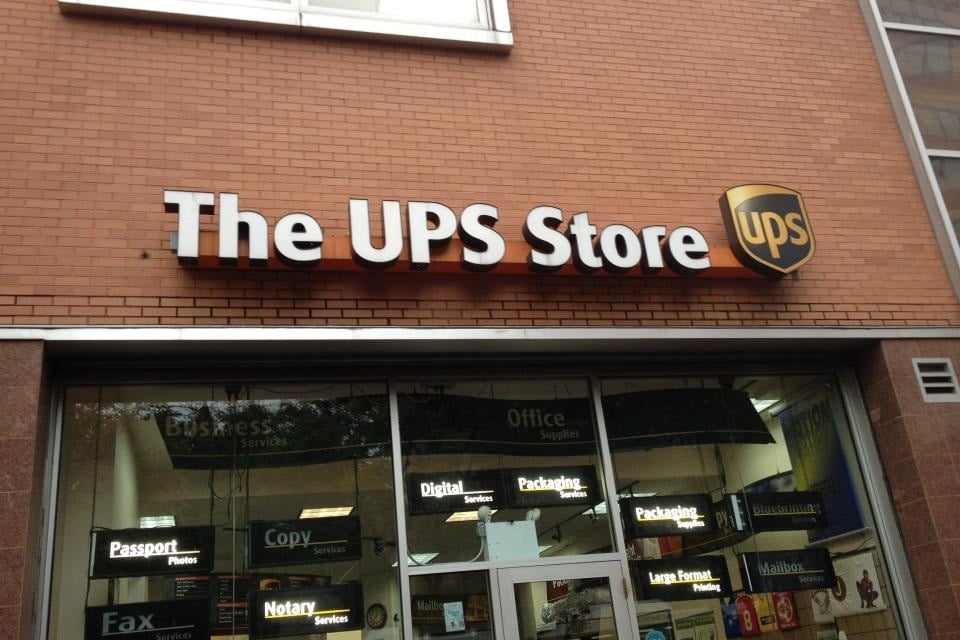 The UPS Store
ups
Business
Services
Office
Supplies
Digital
Services
Packaging
Services
Packaging
Supplies
Blueprinting
Services
Passport
Photos
Copy
Services
Large Format
Printing
Mailbox
Services
Fax
Services
Notary
Services
Mailbo